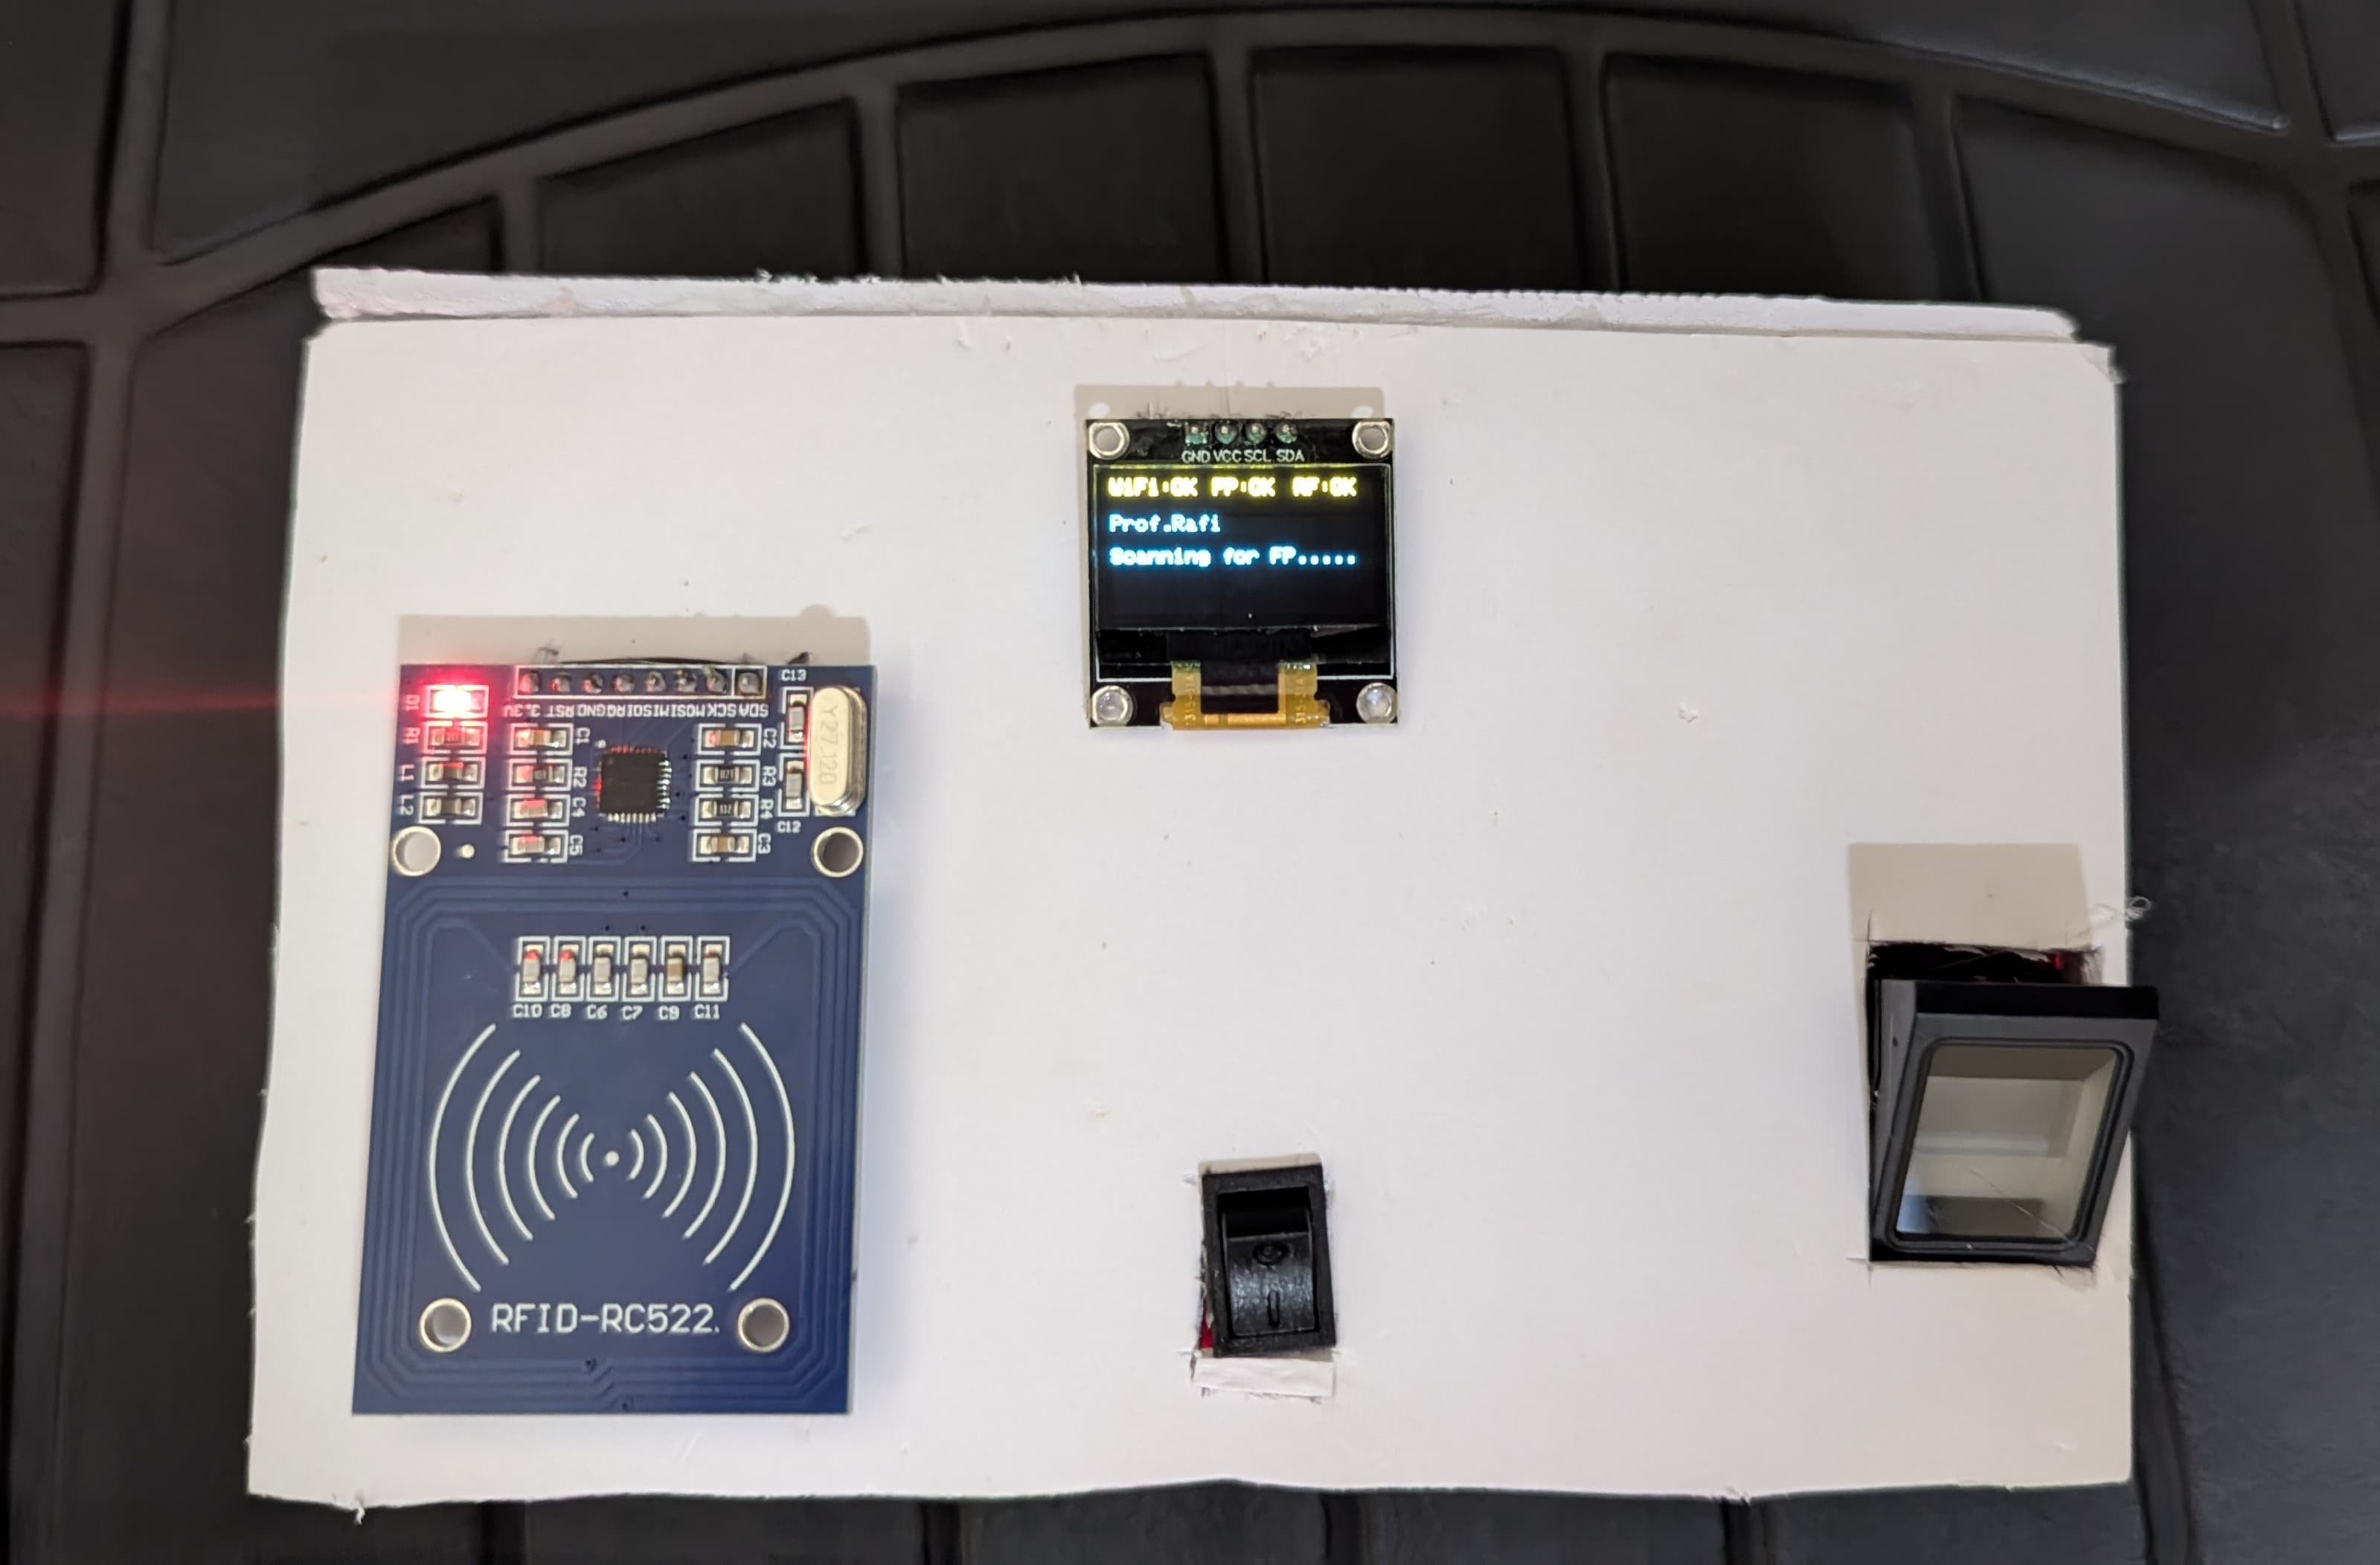 GND VCC SCL SDA
WiFi:OK FP:OK RF:OK
Prof.Rafi
Scanning for FP.....
C13
SDA SCK MOSI MISO IRQ GND RST 3.3V
D1
R1
L1
L2
C1
R2
C4
C5
C2
R3
R4
C3
C12
Y27.120
C10 C8 C6 C7 C9 C11
RFID-RC522.